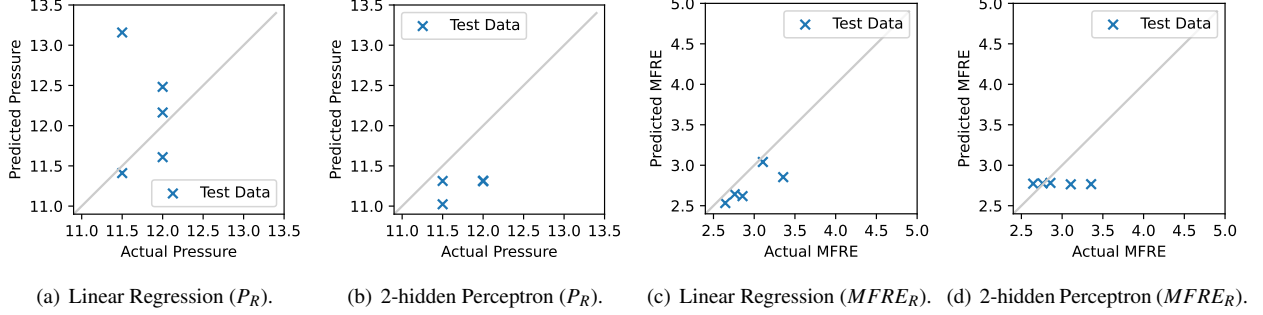 13.5
13.0
12.5
12.0
11.5
11.0
Predicted Pressure
Test Data
11.0 11.5 12.0 12.5 13.0 13.5
Actual Pressure
(a) Linear Regression (P_R).
13.5
13.0
12.5
12.0
11.5
11.0
Predicted Pressure
Test Data
11.0 11.5 12.0 12.5 13.0 13.5
Actual Pressure
(b) 2-hidden Perceptron (P_R).
5.0
4.5
4.0
3.5
3.0
2.5
Predicted MFRE
Test Data
2.5 3.0 3.5 4.0 4.5 5.0
Actual MFRE
(c) Linear Regression (MFRE_R).
5.0
4.5
4.0
3.5
3.0
2.5
Predicted MFRE
Test Data
2.5 3.0 3.5 4.0 4.5 5.0
Actual MFRE
(d) 2-hidden Perceptron (MFRE_R).